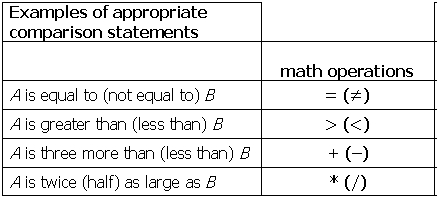 Examples of appropriate
comparison statements
math operations
A is equal to (not equal to) B = (≠)
A is greater than (less than) B > (<)
A is three more than (less than) B + (−)
A is twice (half) as large as B * (/)